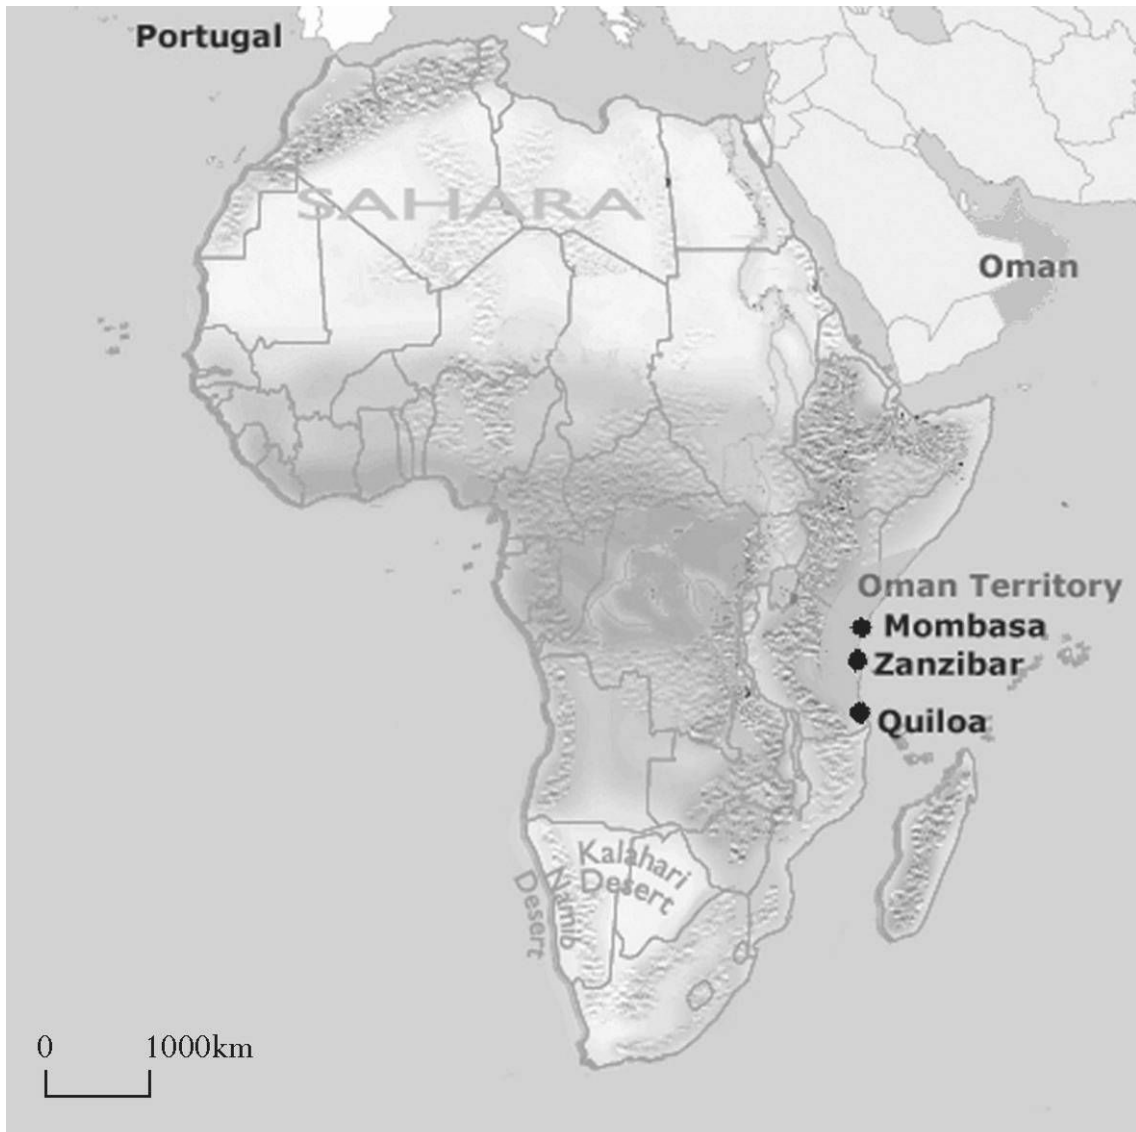 Portugal
SAHARA
Oman
Oman Territory
Mombasa
Zanzibar
Quiloa
Kalahari
Desert
Namib
Desert
0 1000km